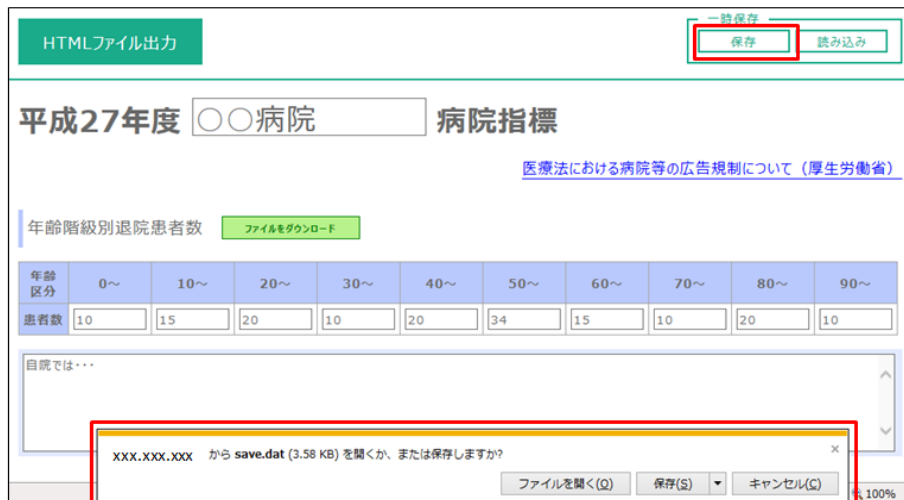 一時保存
HTMLファイル出力
保存
読み込み
平成27年度 ○○病院 病院指標
医療法における病院等の広告規制について（厚生労働省）
年齢階級別退院患者数 ファイルをダウンロード
年齢区分 0～ 10～ 20～ 30～ 40～ 50～ 60～ 70～ 80～ 90～
患者数 10 15 20 10 20 34 15 10 20 10
自院では・・・
xxx.xxx.xxx から save.dat (3.58 KB) を開くか、または保存しますか? ×
ファイルを開く(O) 保存(S) ▼ キャンセル(C)
100%